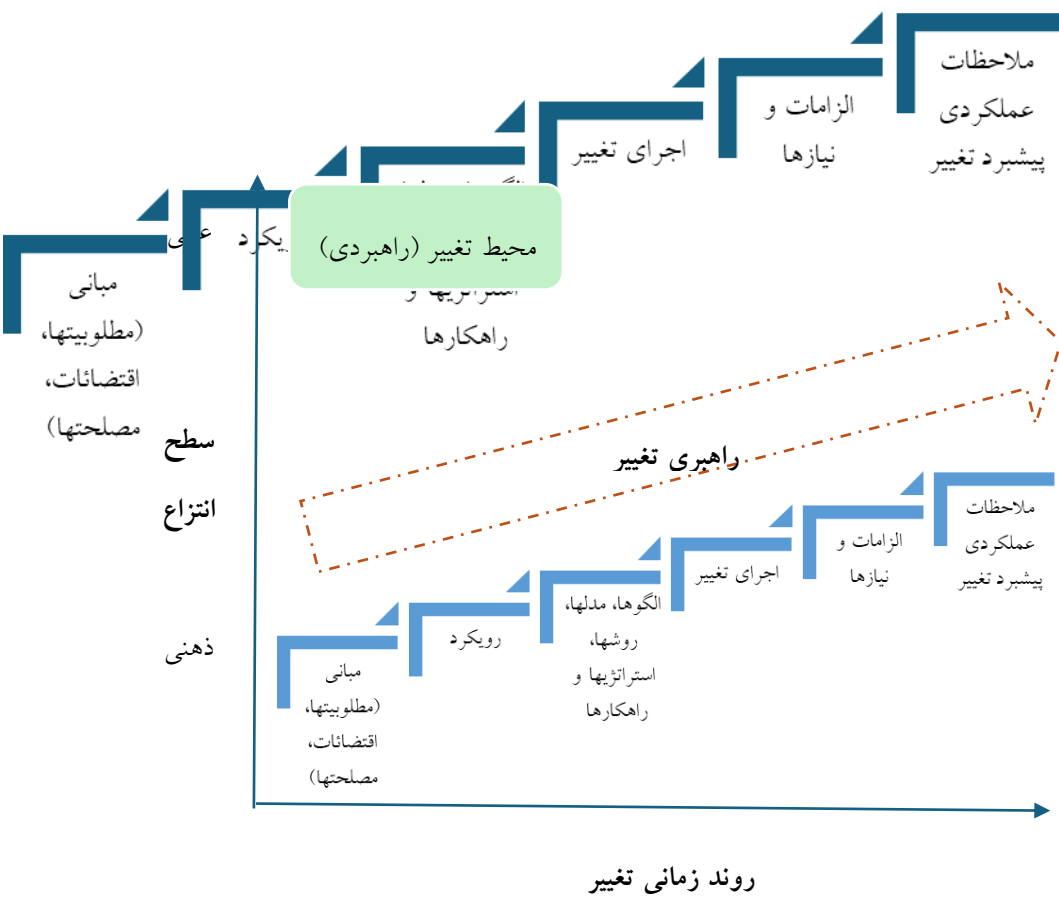 ملاحظات
عملکردی
پیشبرد تغییر
الزامات و
نیازها
اجرای تغییر
راهکارها
رویکرد
محیط تغییر (راهبردی)
مبانی
(مطلوبیتها،
اقتضائات،
مصلحتها)
سطح
انتزاع
ذهنی
راهبری تغییر
ملاحظات
عملکردی
پیشبرد تغییر
الزامات و
نیازها
اجرای تغییر
الگوها، مدلها،
روشها،
استراتژیها و
راهکارها
مبانی
(مطلوبیتها،
اقتضائات،
مصلحتها)
روند زمانی تغییر